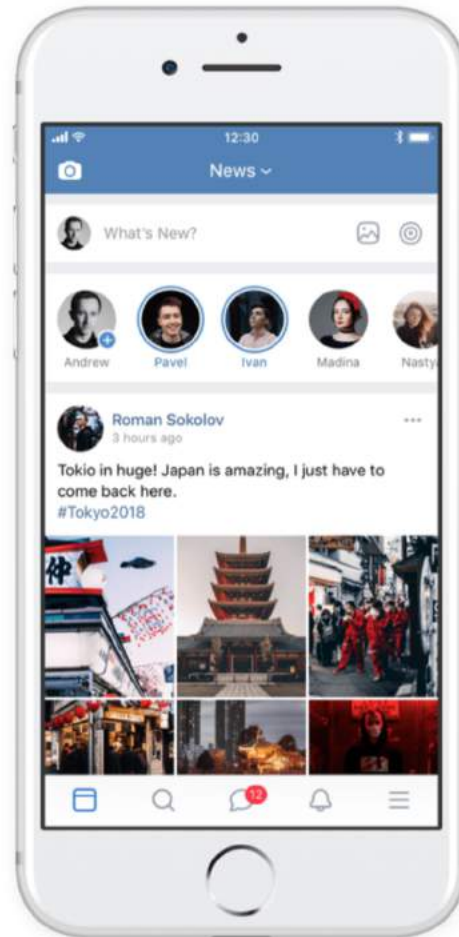 12:30
News
What's New?
Andrew
Pavel
Ivan
Madina
Nasty
Roman Sokolov
3 hours ago
Tokio in huge! Japan is amazing, I just have to
come back here.
#Tokyo2018
仲
12